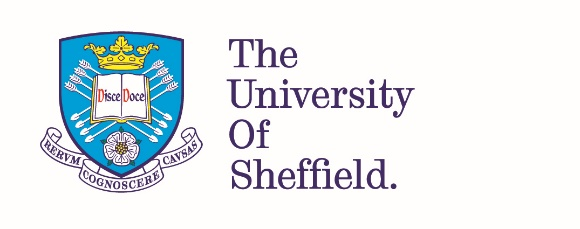 Disce Doce
RERVM COGNOSCERE CAVSAS
The
University
Of
Sheffield.